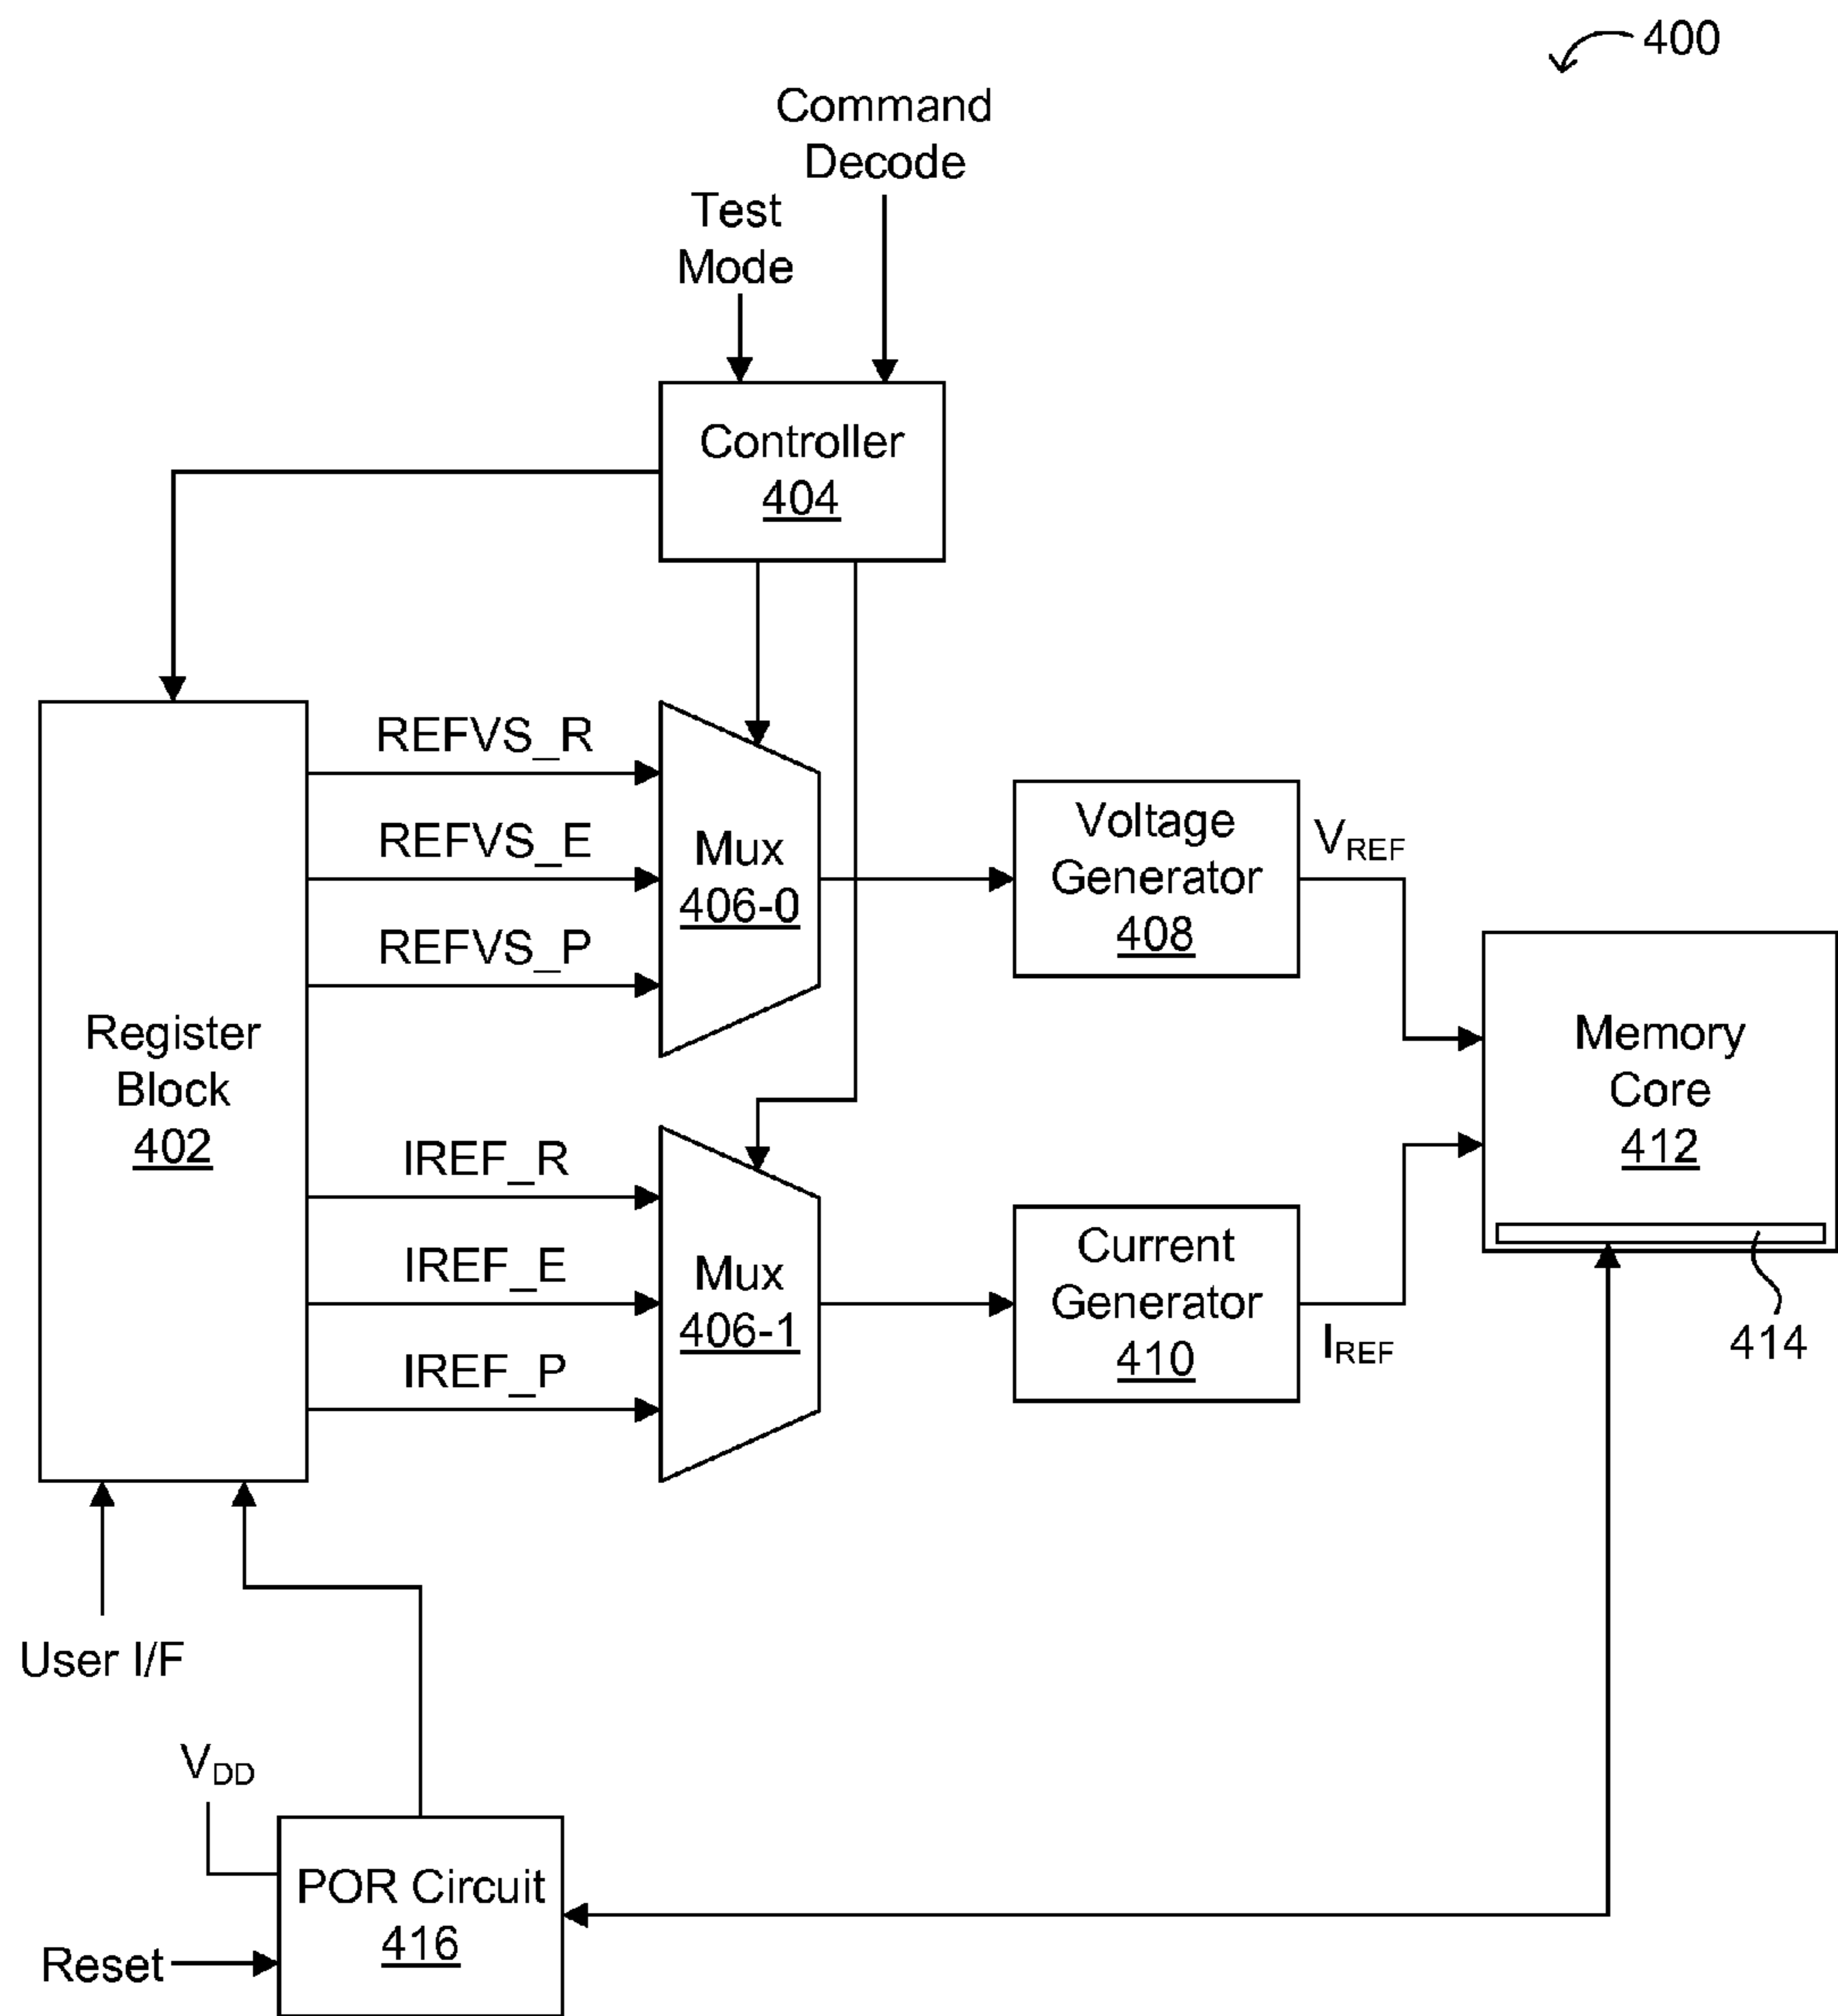 400
Command
Decode
Test
Mode
Controller
404
REFVS_R
REFVS_E
REFVS_P
Mux
406-0
Voltage
Generator
408
VREF
Register
Block
402
Memory
Core
412
IREF_R
IREF_E
IREF_P
Mux
406-1
Current
Generator
410
IREF
414
User I/F
VDD
POR Circuit
416
Reset